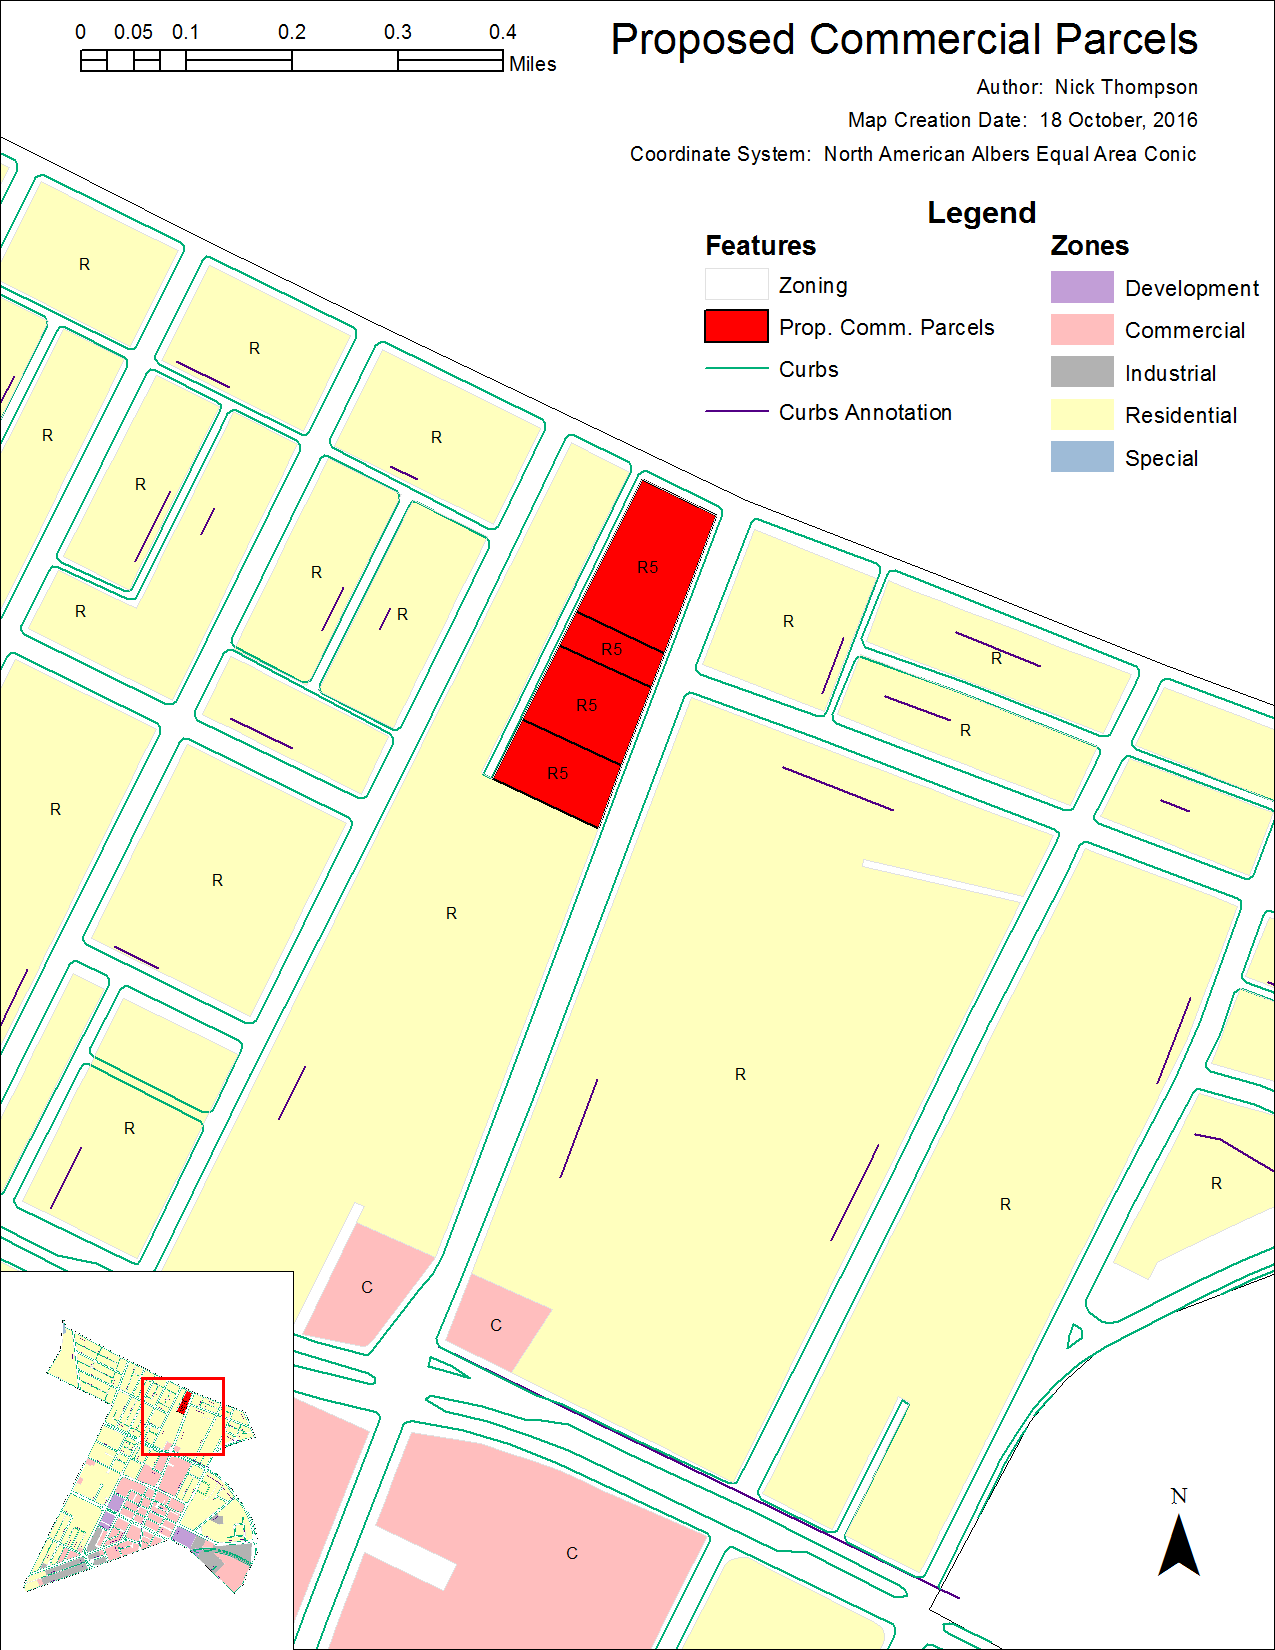 0 0.05 0.1 0.2 0.3 0.4
Miles
Proposed Commercial Parcels
Author: Nick Thompson
Map Creation Date: 18 October, 2016
Coordinate System: North American Albers Equal Area Conic
Legend
Features
Zoning
Prop. Comm. Parcels
Curbs
Curbs Annotation
Zones
Development
Commercial
Industrial
Residential
Special
R
R
R
R
R
R5
R
R
R
R
R
R5
R
R5
R
R5
R
R
R
R
R
R
R
C
C
C
N